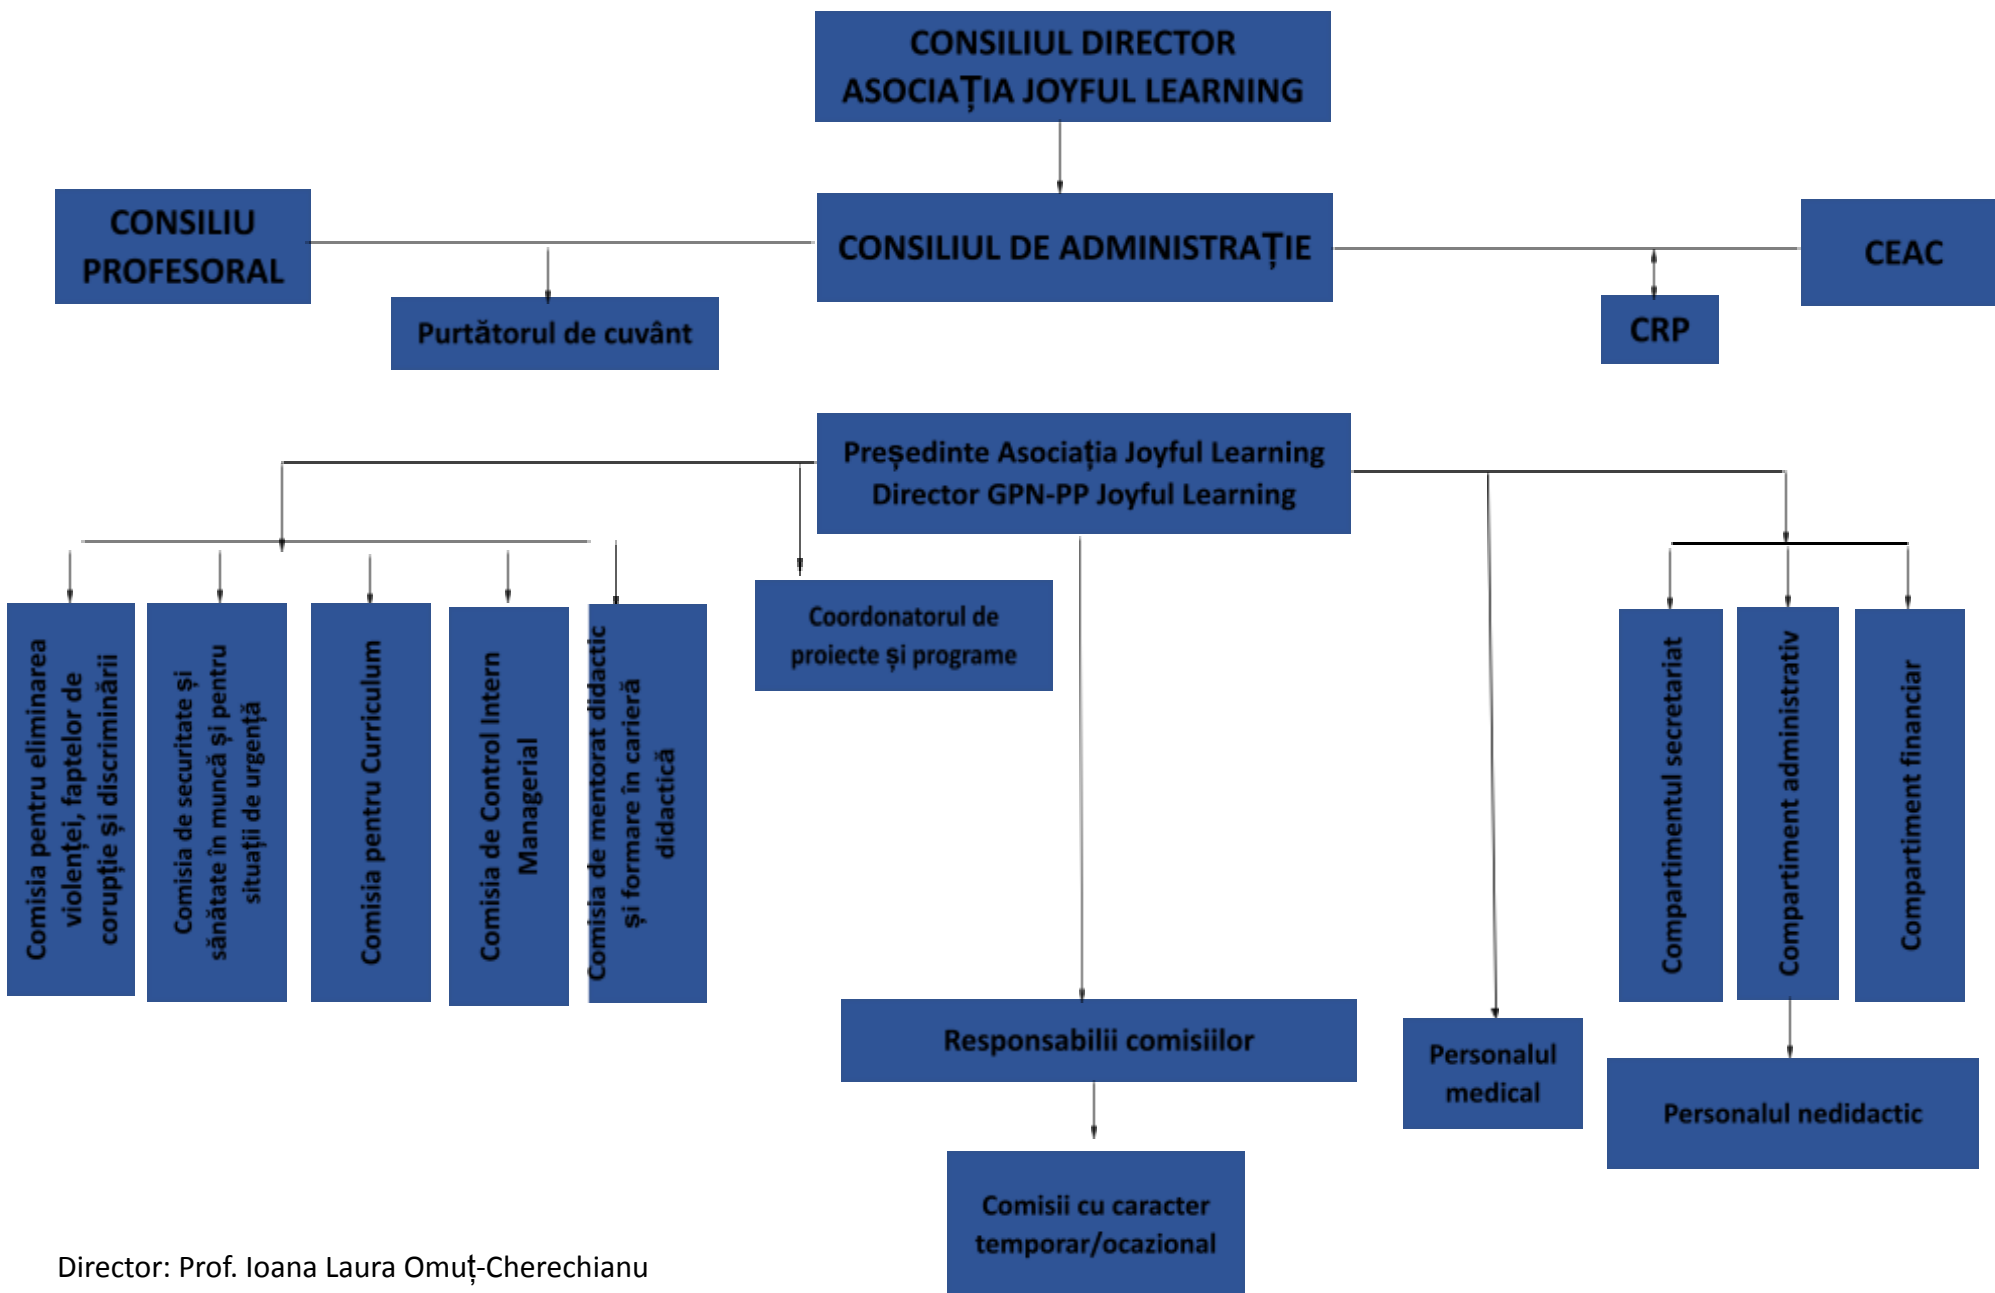 CONSILIUL DIRECTOR
ASOCIAȚIA JOYFUL LEARNING
CONSILIU
PROFESORAL
CONSILIUL DE ADMINISTRAȚIE
CEAC
Purtătorul de cuvânt
CRP
Președinte Asociația Joyful Learning
Director GPN-PP Joyful Learning
Coordonatorul de
proiecte și programe
Comisia pentru eliminarea
violenței, faptelor de
corupție și discriminării
Comisia de securitate și
sănătate în muncă și pentru
situații de urgență
Comisia pentru Curriculum
Comisia de Control Intern
Managerial
Comisia de mentorat didactic
și formare în carieră
didactică
Compartimentul secretariat
Compartiment administrativ
Compartiment financiar
Responsabilii comisiilor
Personalul
medical
Personalul nedidactic
Comisii cu caracter
temporar/ocazional
Director: Prof. Ioana Laura Omuț-Cherechianu